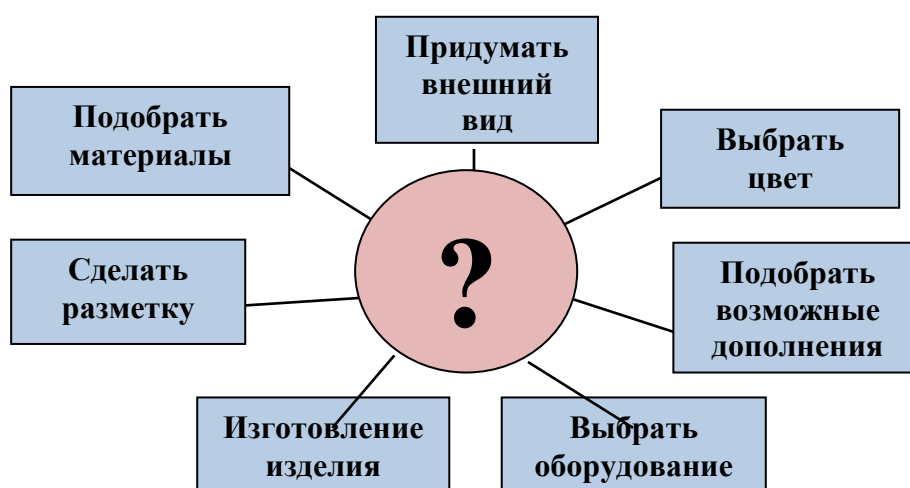 Придумать
внешний
вид
Подобрать
материалы
Выбрать
цвет
?
Сделать
разметку
Подобрать
возможные
дополнения
Изготовление
изделия
Выбрать
оборудование